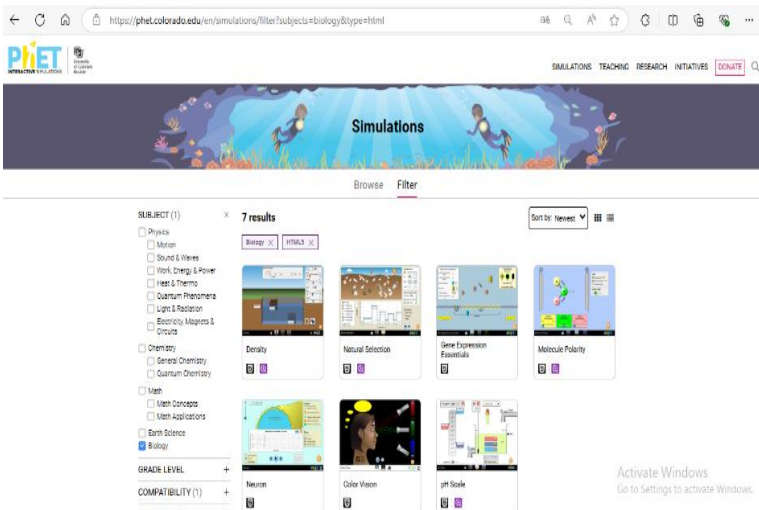 https://phet.colorado.edu/en/simulations/filter?subjects=biology&type=html
PhET
INTERACTIVE SIMULATIONS
University of Colorado Boulder
SIMULATIONS TEACHING RESEARCH INITIATIVES DONATE
Simulations
Browse Filter
SUBJECT (1)
Physics
Motion
Sound & Waves
Work, Energy & Power
Heat & Thermo
Quantum Phenomena
Light & Radiation
Electricity, Magnets &
Circuits
Chemistry
General Chemistry
Quantum Chemistry
Math
Math Concepts
Math Applications
Earth Science
Biology
GRADE LEVEL +
COMPATIBILITY (1) +
7 results
Sort by: Newest
Biology X HTML5 X
Density
Natural Selection
Gene Expression
Essentials
Molecule Polarity
Neuron
Color Vision
pH Scale
Activate Windows
Go to Settings to activate Windows.